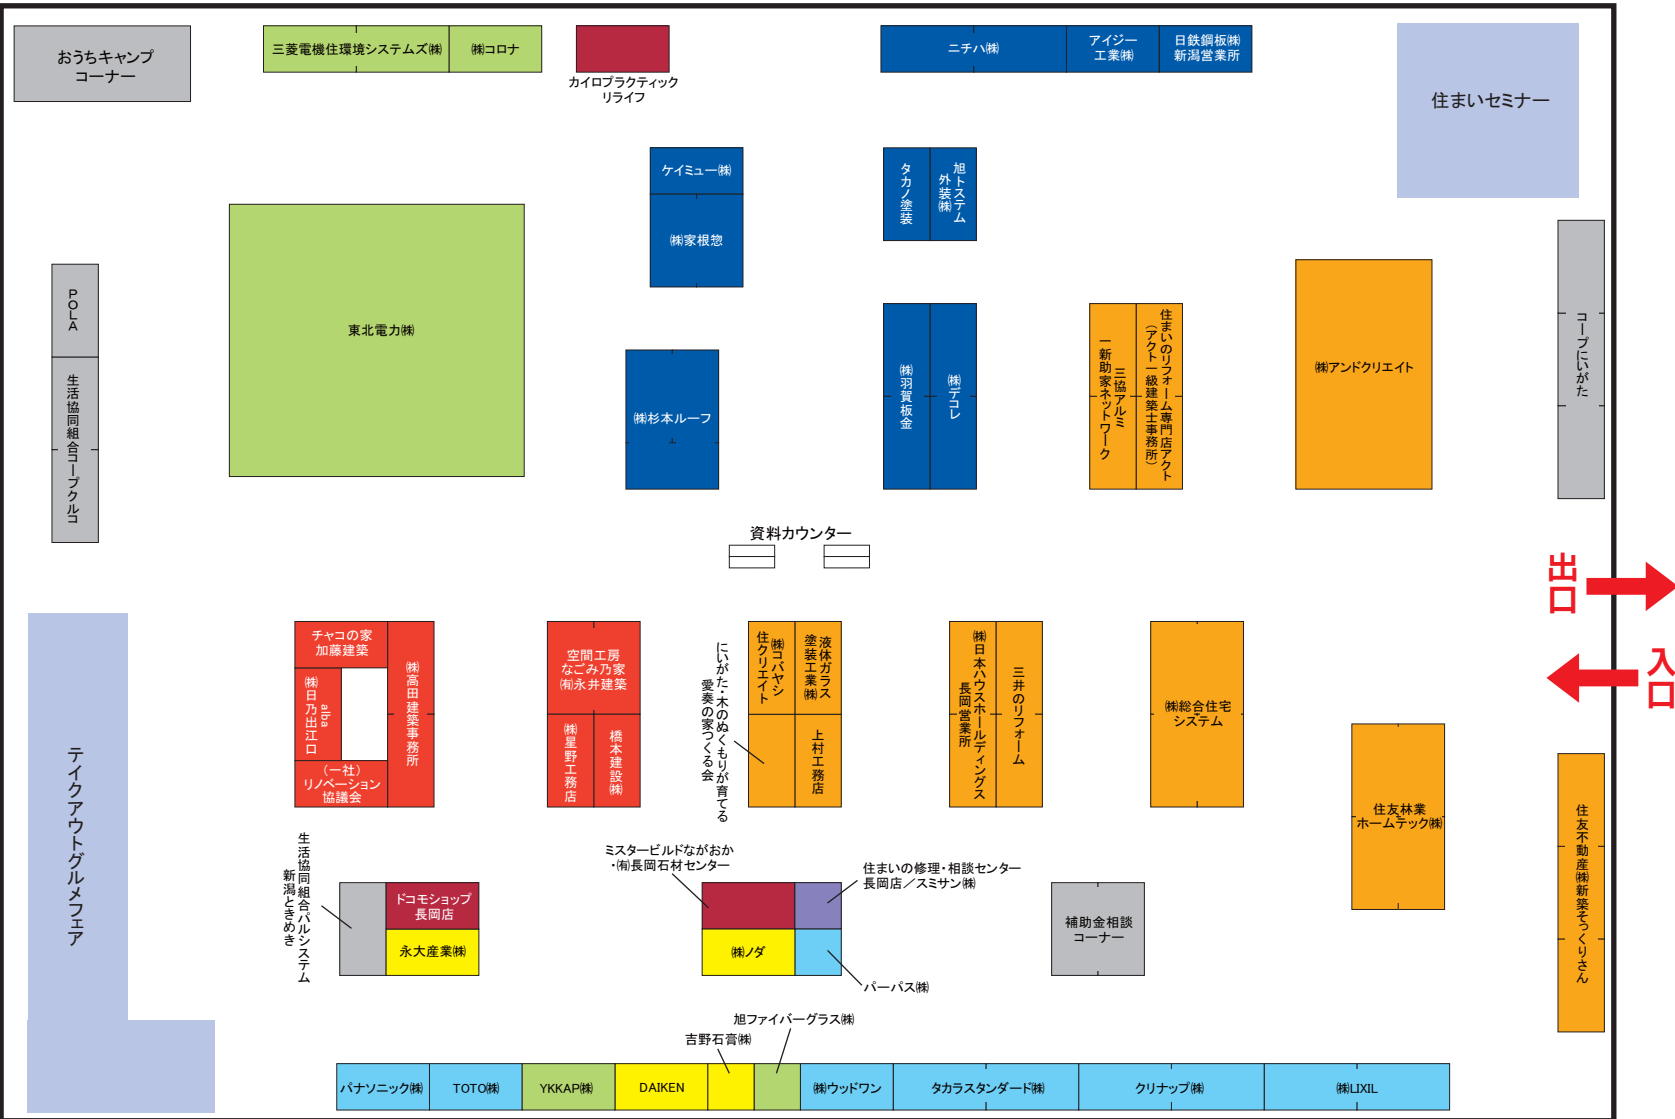 おうちキャンプ
コーナー
三菱電機住環境システムズ㈱
㈱コロナ
カイロプラクティック
リライフ
ニチハ㈱
アイジー
工業㈱
日鉄鋼板㈱
新潟営業所
住まいセミナー
ケイミュー㈱
㈱家根惣
タカノ塗装
旭トステム
外装㈱
東北電力㈱
POLA
生活協同組合コープクルコ
㈱杉本ルーフ
㈱羽賀板金
㈱デコレ
三協アルミ
一新助家ネットワーク
住まいのリフォーム専門店アクト
（アクト一級建築士事務所）
㈱アンドクリエイト
コープにいがた
資料カウンター
出口
入口
チャコの家
加藤建築
㈱日乃出江口
alba
（一社）
リノベーション
協議会
㈱高田建築事務所
空間工房
なごみ乃家
㈲永井建築
㈱星野工務店
橋本建設㈱
にいがた・木のぬくもりが育てる
愛奏の家つくる会
㈱コバヤシ
住クリエイト
液体ガラス
塗装工業㈱
上村工務店
㈱日本ハウスホールディングス
長岡営業所
三井のリフォーム
㈱総合住宅
システム
住友林業
ホームテック㈱
住友不動産㈱新築そっくりさん
テイクアウトグルメフェア
生活協同組合パルシステム
新潟ときめき
ドコモショップ
長岡店
永大産業㈱
ミスタービルドながおか
・㈲長岡石材センター
住まいの修理・相談センター
長岡店／スミサン㈱
㈱ノダ
パーパス㈱
補助金相談
コーナー
旭ファイバーグラス㈱
吉野石膏㈱
パナソニック㈱
TOTO㈱
YKKAP㈱
DAIKEN
㈱ウッドワン
タカラスタンダード㈱
クリナップ㈱
㈱LIXIL